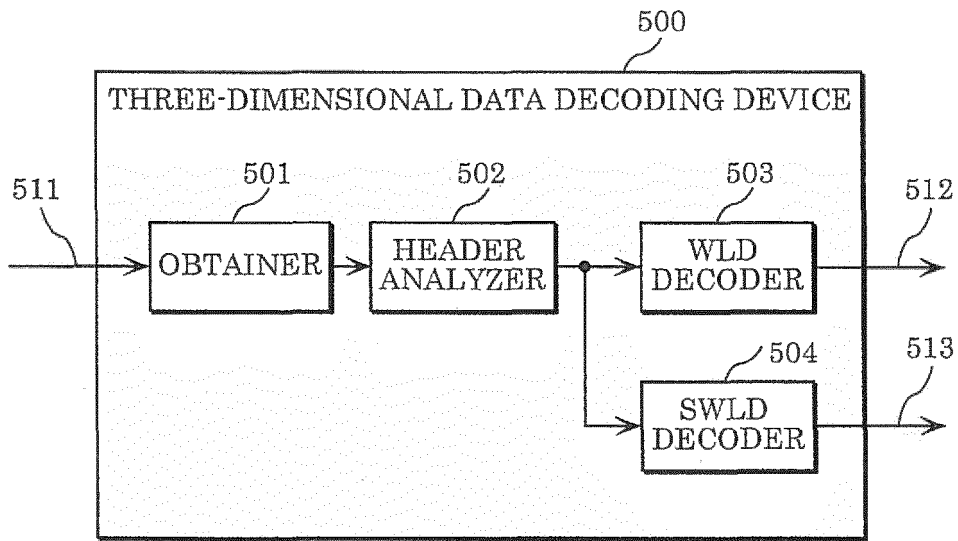 500
THREE-DIMENSIONAL DATA DECODING DEVICE
511
501
502
503
512
OBTAINER
HEADER
ANALYZER
WLD
DECODER
504
513
SWLD
DECODER